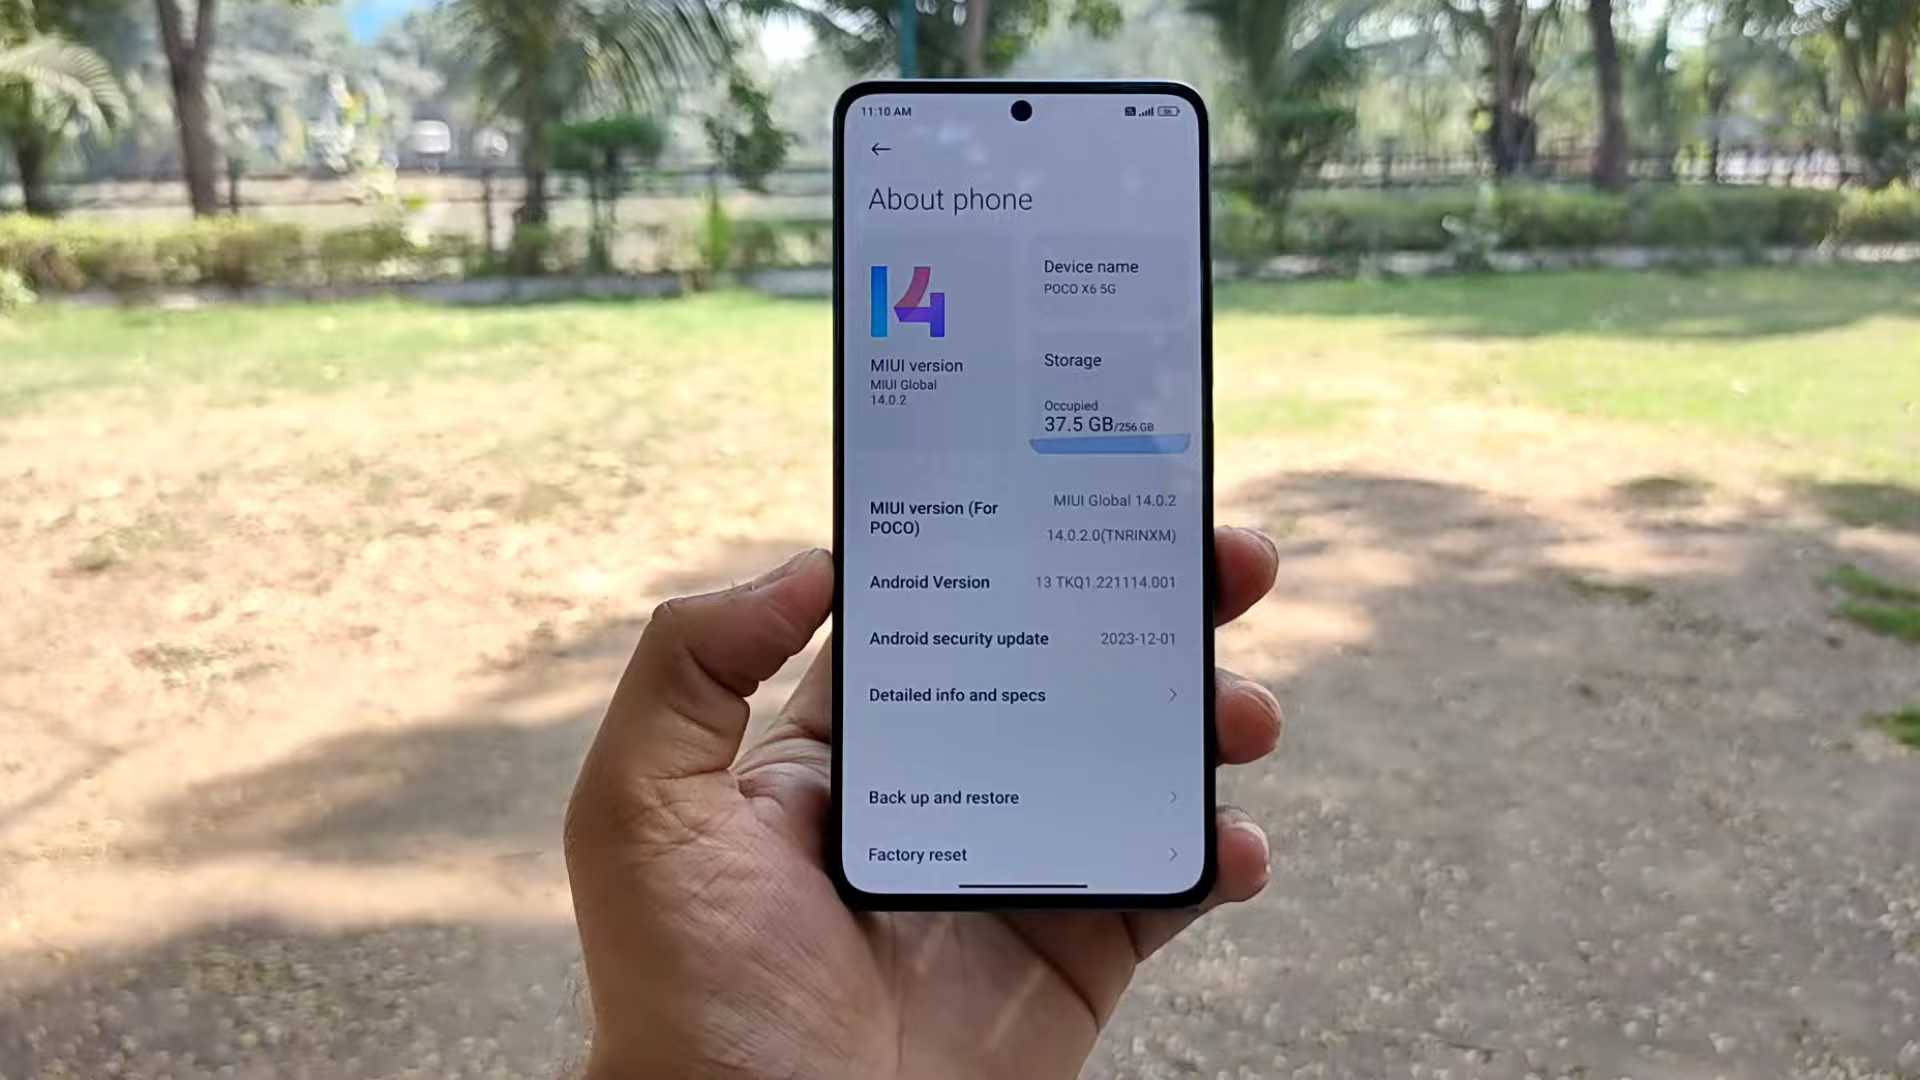 11:10 AM
About phone
14
MIUI version
MIUI Global
14.0.2
Device name
POCO X6 5G
Storage
Occupied
37.5 GB/256 GB
MIUI version (For
POCO)
MIUI Global 14.0.2
14.0.2.0(TNRINXM)
Android Version
13 TKQ1.221114.001
Android security update
2023-12-01
Detailed info and specs
Back up and restore
Factory reset